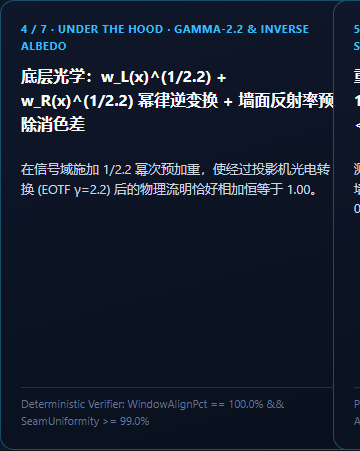 4 / 7 · UNDER THE HOOD · GAMMA-2.2 & INVERSE
ALBEDO
底层光学：w_L(x)^(1/2.2) +
w_R(x)^(1/2.2) 幂律逆变换 + 墙面反射率预
除消色差
在信号域施加 1/2.2 幂次预加重，使经过投影机光电转
换 (EOTF γ=2.2) 后的物理流明恰好相加恒等于 1.00。
Deterministic Verifier: WindowAlignPct == 100.0% &&
SeamUniformity >= 99.0%